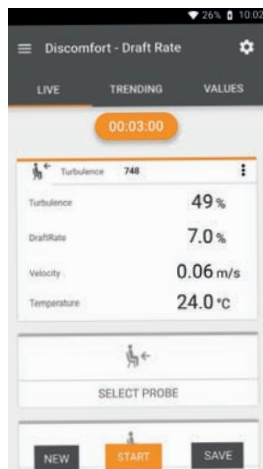 26% 10:02
Discomfort - Draft Rate
LIVE TRENDING VALUES
00:03:00
Turbulence 748
Turbulence 49 %
DraftRate 7.0 %
Velocity 0.06 m/s
Temperature 24.0 °C
SELECT PROBE
NEW START SAVE